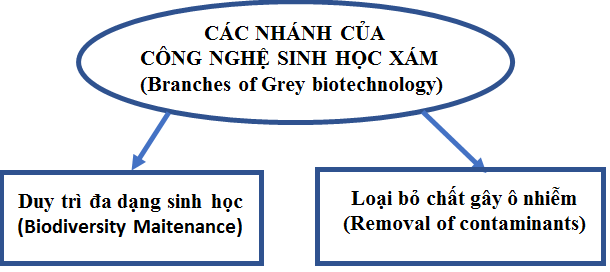 CÁC NHÁNH CỦA
CÔNG NGHỆ SINH HỌC XÁM
(Branches of Grey biotechnology)
Duy trì đa dạng sinh học
(Biodiversity Maitenance)
Loại bỏ chất gây ô nhiễm
(Removal of contaminants)